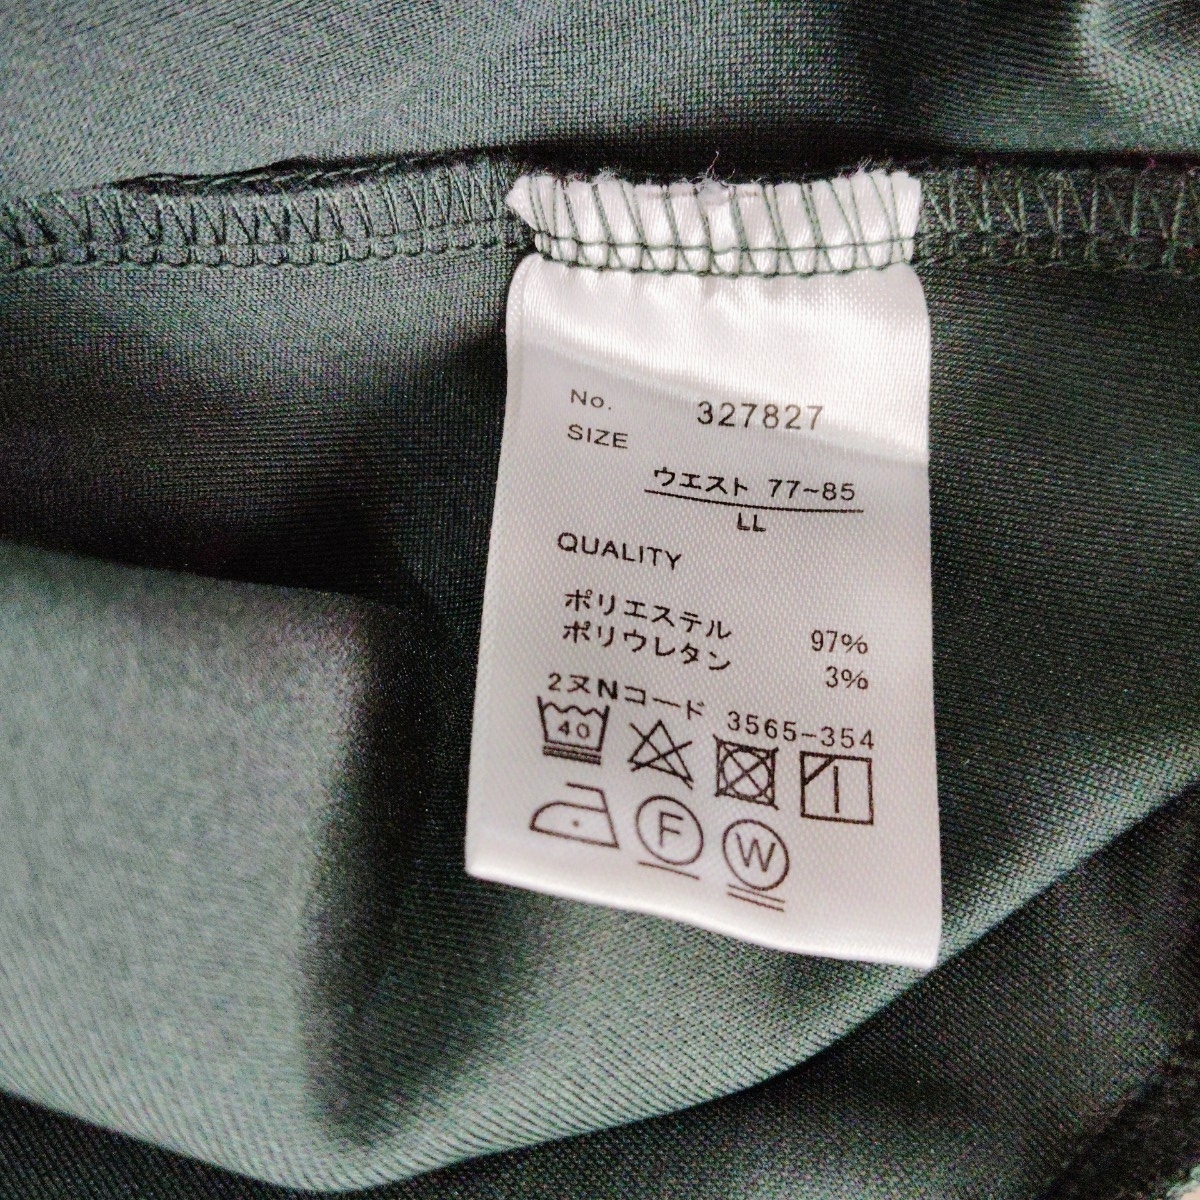 No. 327827
SIZE
ウエスト 77~85
LL
QUALITY
ポリエステル 97%
ポリウレタン 3%
2ヌNコード 3565-354
40
F W